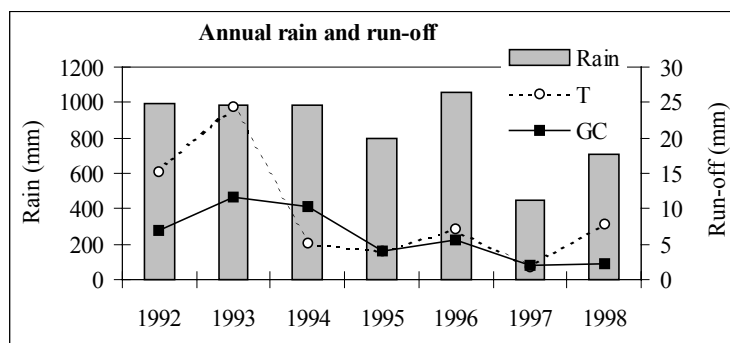 Annual rain and run-off
Rain
T
GC
Rain (mm)
1200
1000
800
600
400
200
0
30
25
20
15
10
5
0
Run-off (mm)
1992 1993 1994 1995 1996 1997 1998